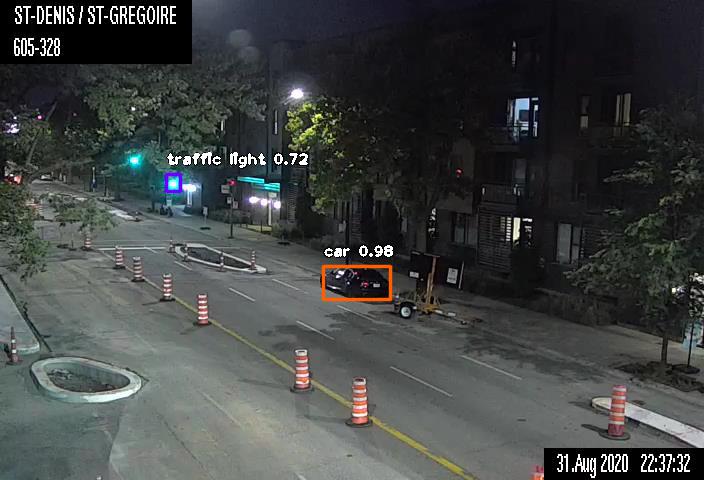 ST-DENIS / ST-GREGOIRE
605-328
traffic light 0.72
car 0.98
31.Aug 2020 22:37:32